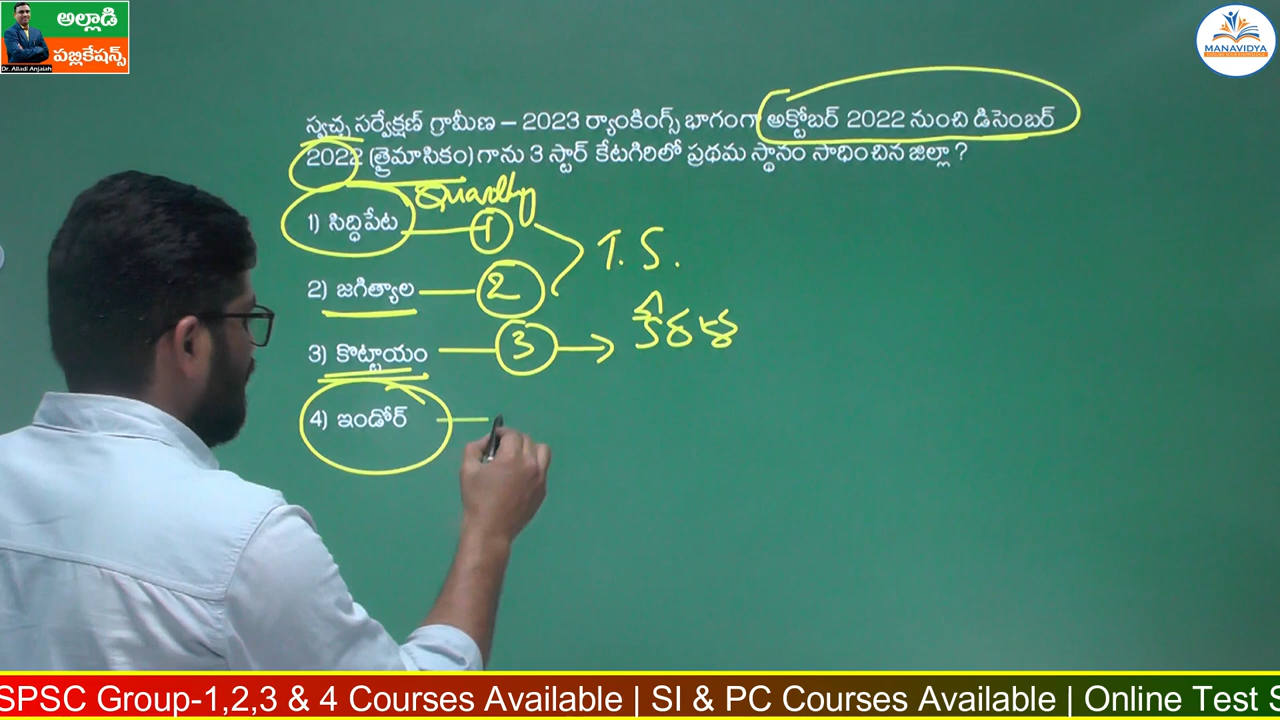 అల్లాడి
పబ్లికేషన్స్
Dr. Alladi Anjaiah
MANAVIDYA
స్వచ్ఛ సర్వేక్షణ్ గ్రామీణ – 2023 ర్యాంకింగ్స్ భాగంగా అక్టోబర్ 2022 నుంచి డిసెంబర్
2022 (త్రైమాసికం) గాను 3 స్టార్ కేటగిరిలో ప్రథమ స్థానం సాధించిన జిల్లా ?
1) సిద్ధిపేట 1
2) జగిత్యాల 2
T. S.
3) కొట్టాయం 3 కేరళ
4) ఇండోర్
SPSC Group-1,2,3 & 4 Courses Available | SI & PC Courses Available | Online Test S